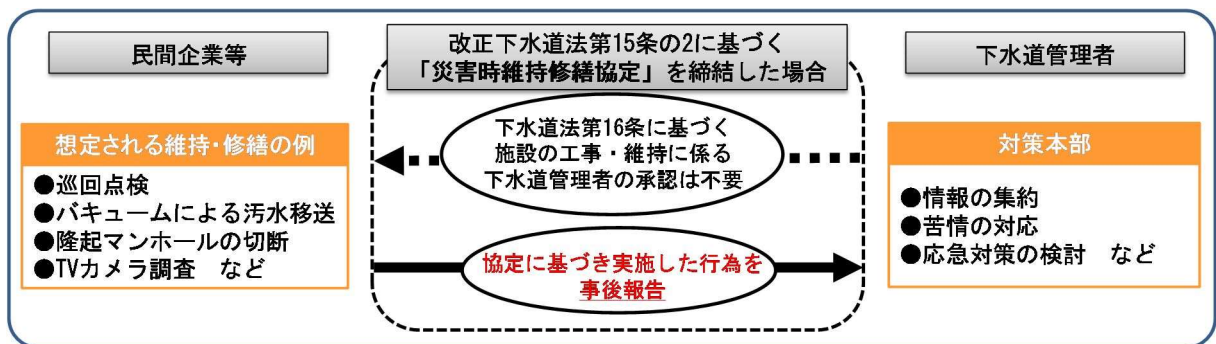 民間企業等
想定される維持・修繕の例
●巡回点検
●バキュームによる汚水移送
●隆起マンホールの切断
●TVカメラ調査　など
改正下水道法第15条の2に基づく
「災害時維持修繕協定」を締結した場合
下水道法第16条に基づく
施設の工事・維持に係る
下水道管理者の承認は不要
協定に基づき実施した行為を
事後報告
下水道管理者
対策本部
●情報の集約
●苦情の対応
●応急対策の検討　など